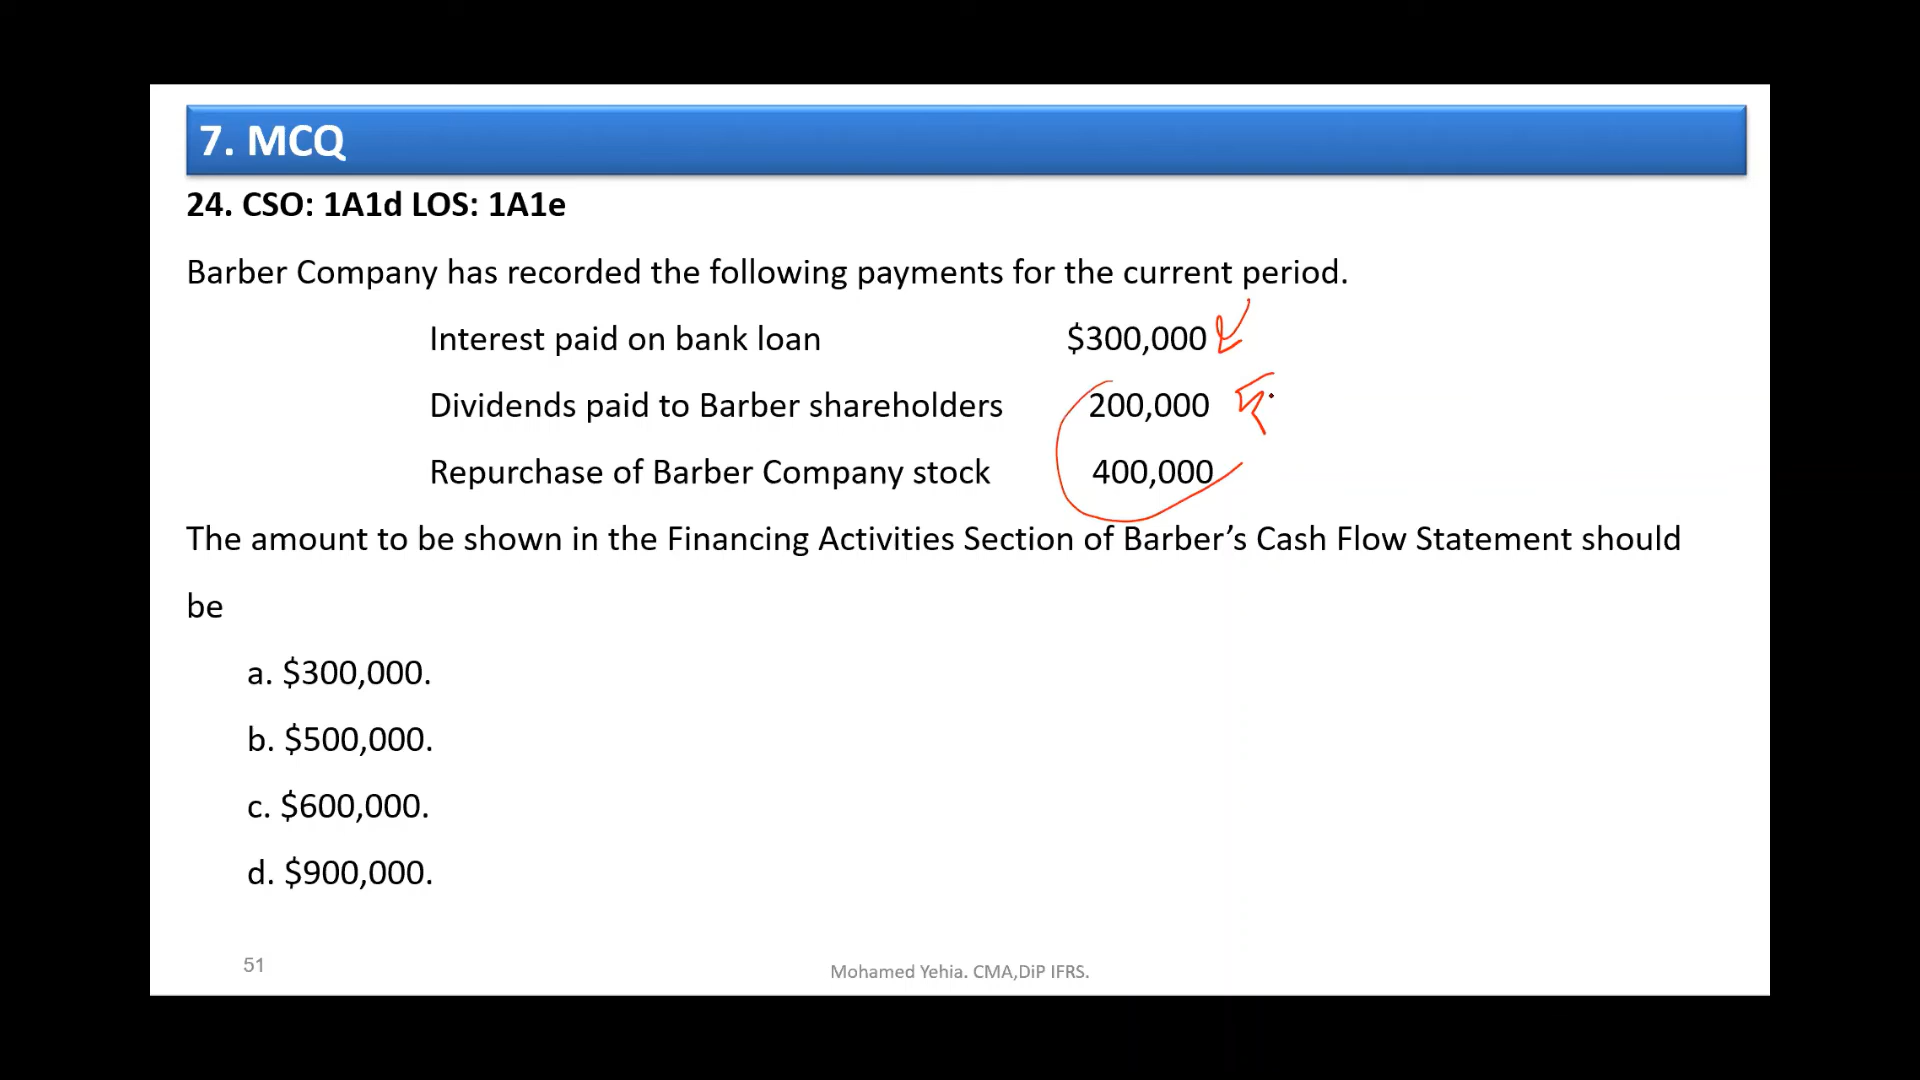 7. MCQ
24. CSO: 1A1d LOS: 1A1e
Barber Company has recorded the following payments for the current period.
Interest paid on bank loan $300,000
Dividends paid to Barber shareholders 200,000
Repurchase of Barber Company stock 400,000
The amount to be shown in the Financing Activities Section of Barber’s Cash Flow Statement should
be
a. $300,000.
b. $500,000.
c. $600,000.
d. $900,000.
51
Mohamed Yehia. CMA,DiP IFRS.